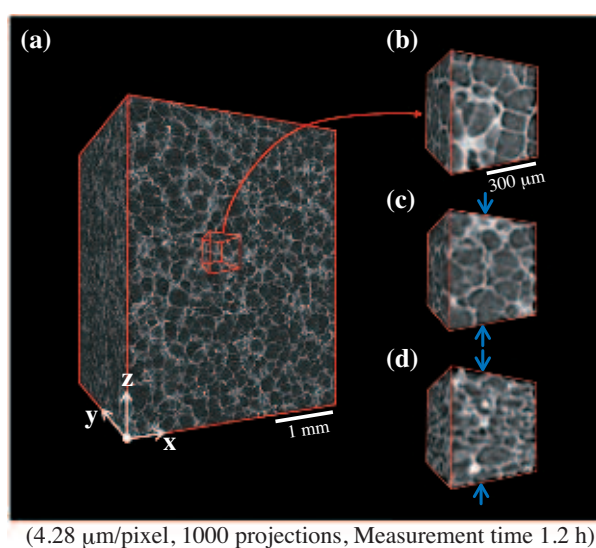 (a)
(b)
300 μm
(c)
(d)
z
y
x
1 mm
(4.28 μm/pixel, 1000 projections, Measurement time 1.2 h)